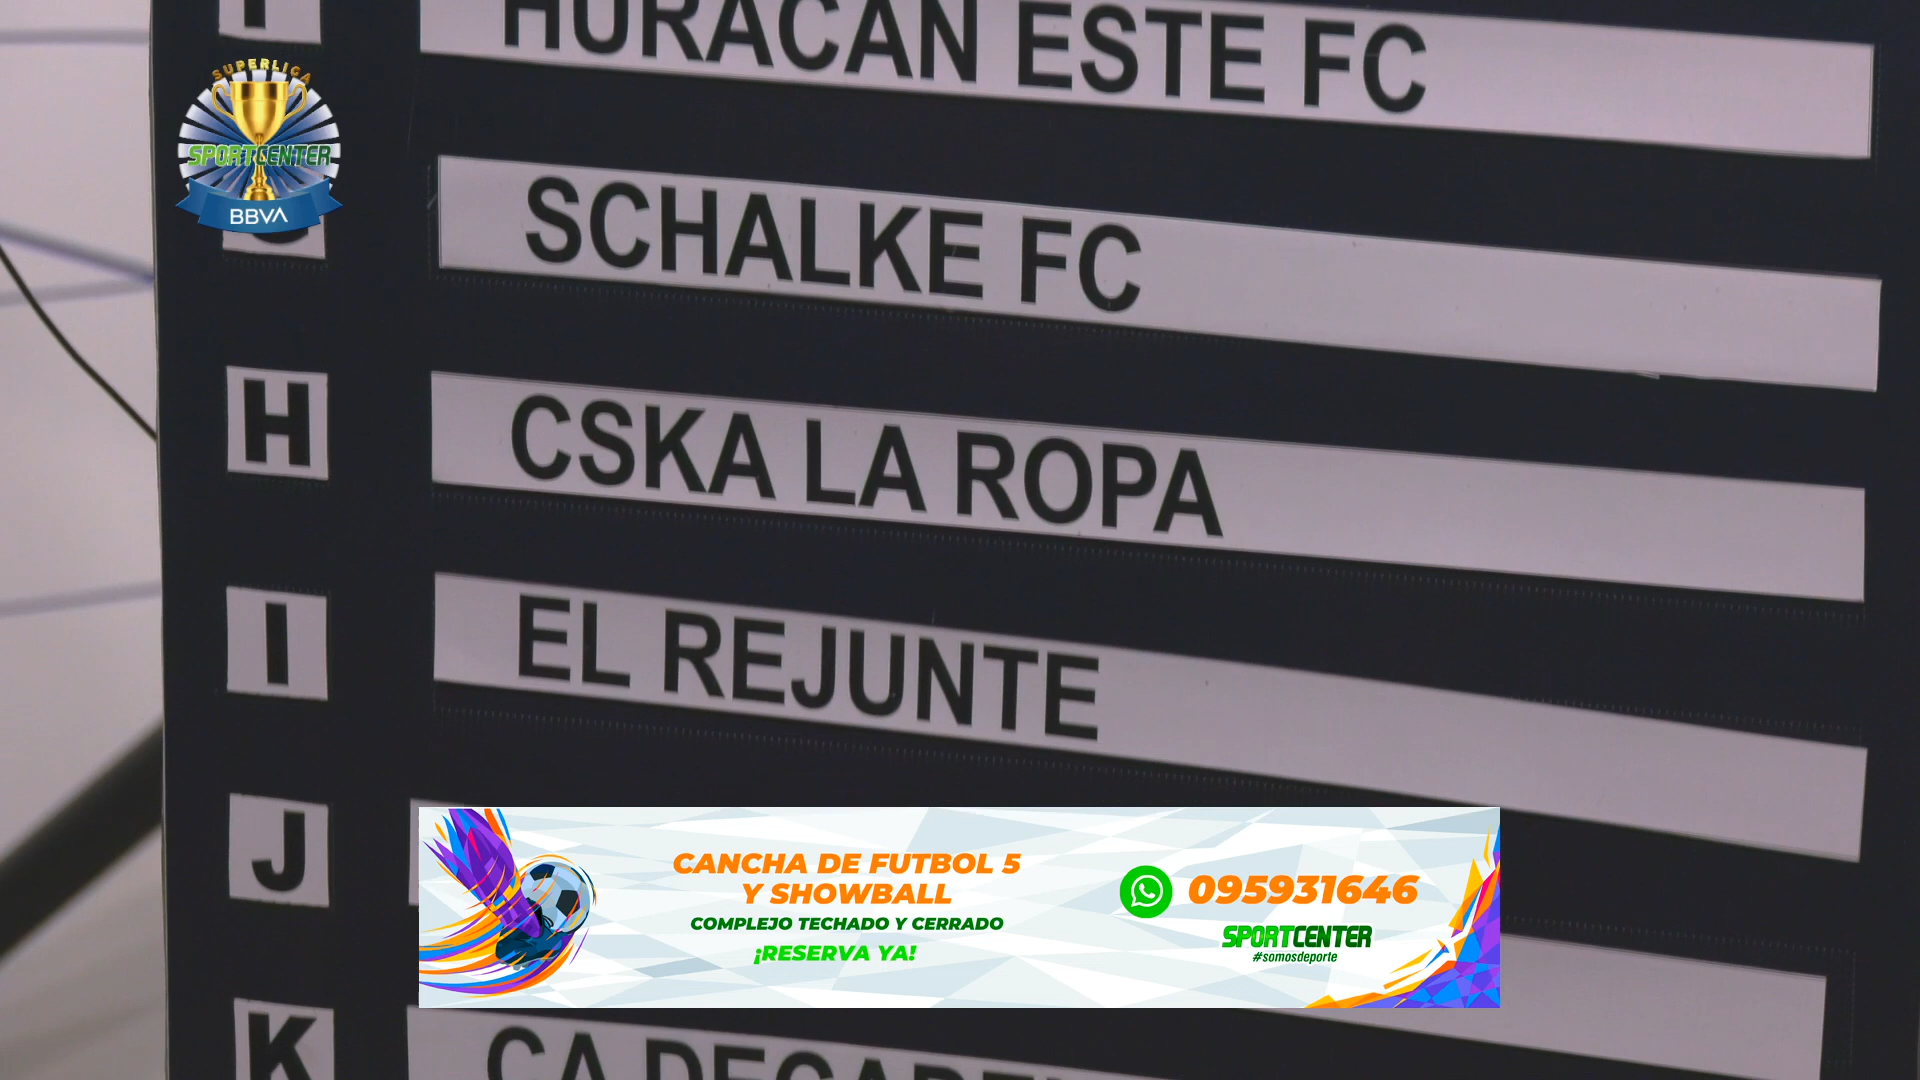 HURACAN ESTE FC
SUPERLIGA
SPORTCENTER
BBVA
SCHALKE FC
H CSKA LA ROPA
I EL REJUNTE
J
CANCHA DE FUTBOL 5
Y SHOWBALL
COMPLEJO TECHADO Y CERRADO
¡RESERVA YA!
095931646
SPORTCENTER
#somosdeporte
K CA